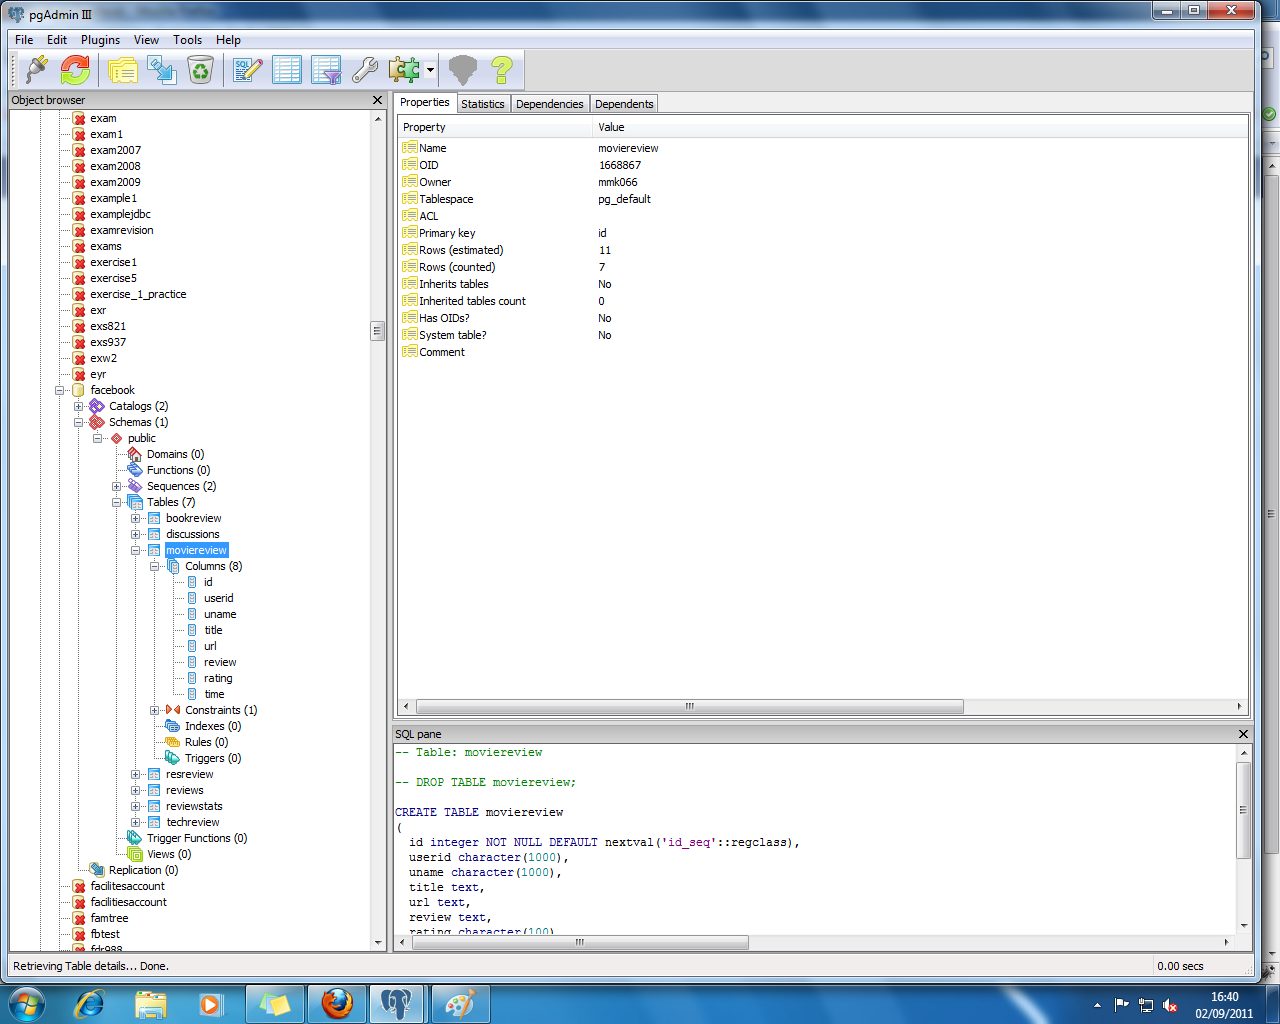 pgAdmin III
File Edit Plugins View Tools Help
Object browser
exam
exam1
exam2007
exam2008
exam2009
example1
examplejdbc
examrevision
exams
exercise1
exercise5
exercise_1_practice
exr
exs821
exs937
exw2
eyr
facebook
Catalogs (2)
Schemas (1)
public
Domains (0)
Functions (0)
Sequences (2)
Tables (7)
bookreview
discussions
moviereview
Columns (8)
id
userid
uname
title
url
review
rating
time
Constraints (1)
Indexes (0)
Rules (0)
Triggers (0)
resreview
reviews
reviewstats
techreview
Trigger Functions (0)
Views (0)
Replication (0)
facilitesaccount
facilitiesaccount
famtree
fbtest
fdr988
Properties Statistics Dependencies Dependents
Property Value
Name moviereview
OID 1668867
Owner mmk066
Tablespace pg_default
ACL
Primary key id
Rows (estimated) 11
Rows (counted) 7
Inherits tables No
Inherited tables count 0
Has OIDs? No
System table? No
Comment
SQL pane
-- Table: moviereview
-- DROP TABLE moviereview;
CREATE TABLE moviereview
(
id integer NOT NULL DEFAULT nextval('id_seq'::regclass),
userid character(1000),
uname character(1000),
title text,
url text,
review text,
rating character(100)
Retrieving Table details... Done. 0.00 secs
16:40
02/09/2011